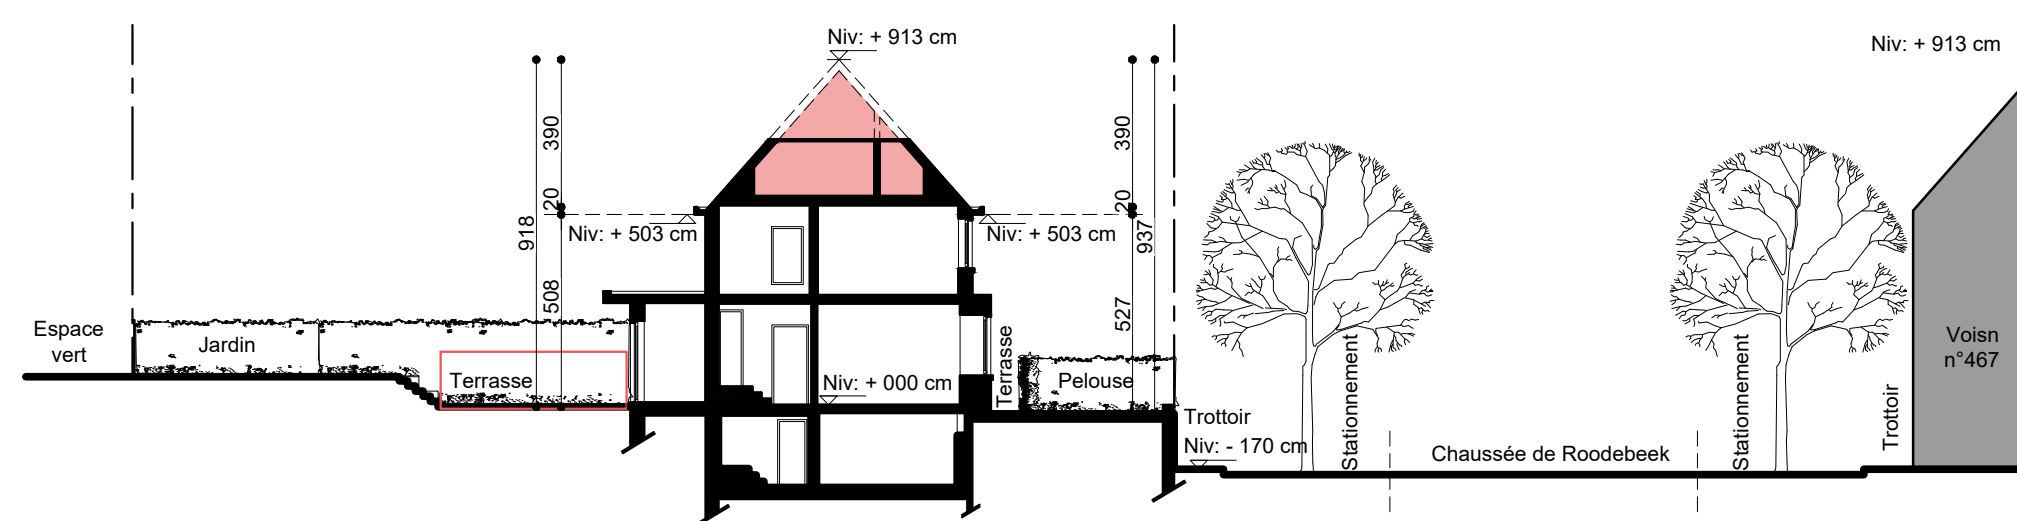 Niv: + 913 cm
Niv: + 913 cm
390
20
918
508
Niv: + 503 cm
Niv: + 503 cm
390
20
937
527
Espace
vert
Jardin
Terrasse
Niv: + 000 cm
Terrasse
Pelouse
Trottoir
Niv: - 170 cm
Stationnement
Chaussée de Roodebeek
Stationnement
Trottoir
Voisn
n°467